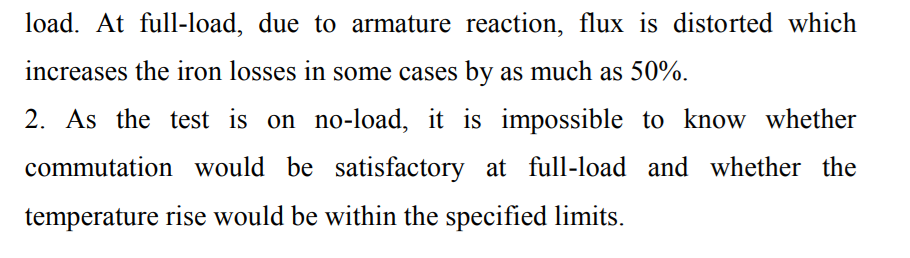 load. At full-load, due to armature reaction, flux is distorted which
increases the iron losses in some cases by as much as 50%.
2. As the test is on no-load, it is impossible to know whether
commutation would be satisfactory at full-load and whether the
temperature rise would be within the specified limits.